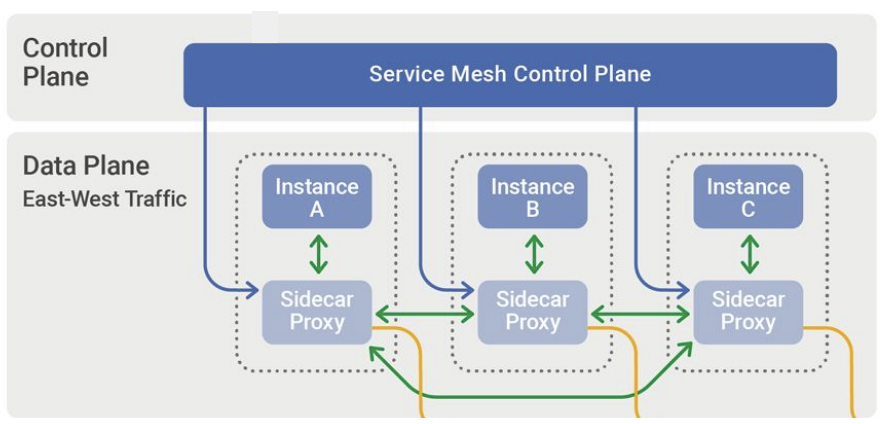 Control
Plane
Service Mesh Control Plane
Data Plane
East-West Traffic
Instance
A
Instance
B
Instance
C
Sidecar
Proxy
Sidecar
Proxy
Sidecar
Proxy